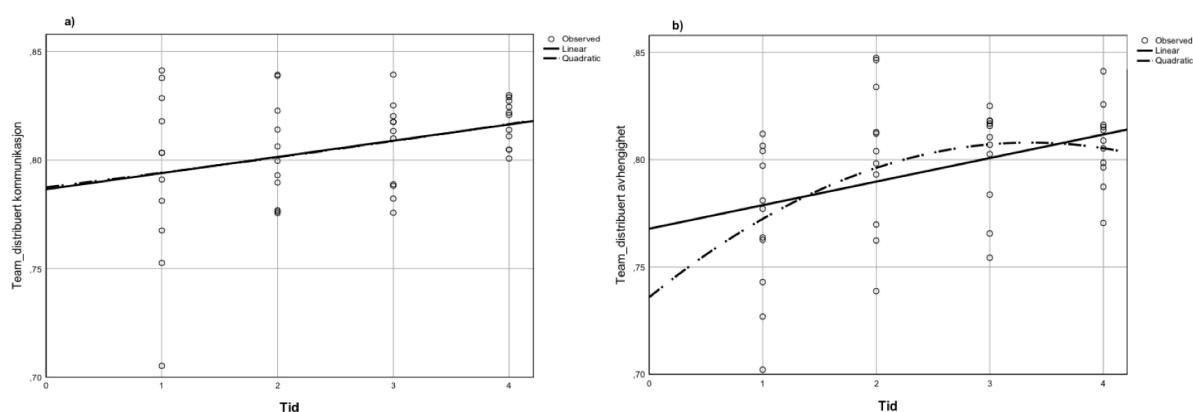 a)
Team_distribuert kommunikasjon
,85
,80
,75
,70
0 1 2 3 4
Tid
Observed
Linear
Quadratic
b)
Team_distribuert avhengighet
,85
,80
,75
,70
0 1 2 3 4
Tid
Observed
Linear
Quadratic